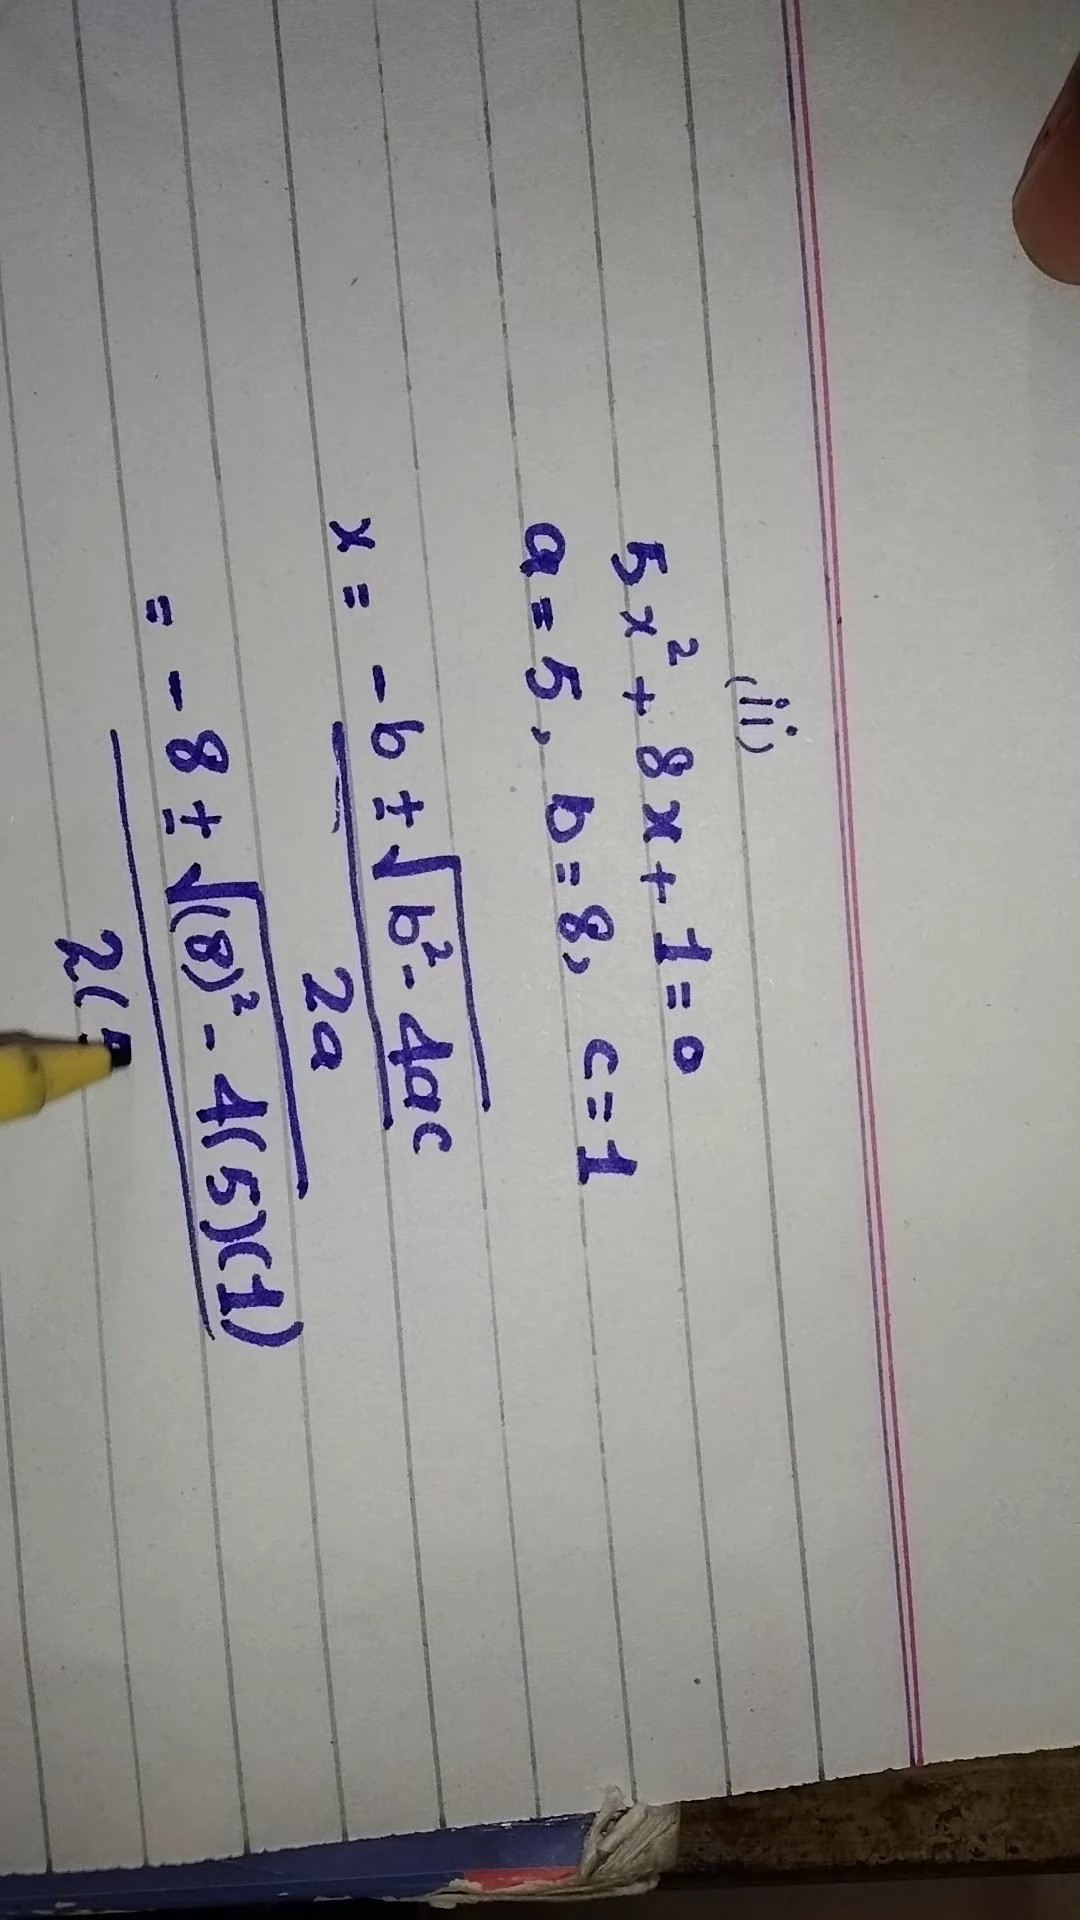 (ii)
5x² + 8x + 1 = 0
a = 5, b = 8, c = 1
x = -b ± √b² - 4ac
2a
= -8 ± √(8)² - 4(5)(1)
2(